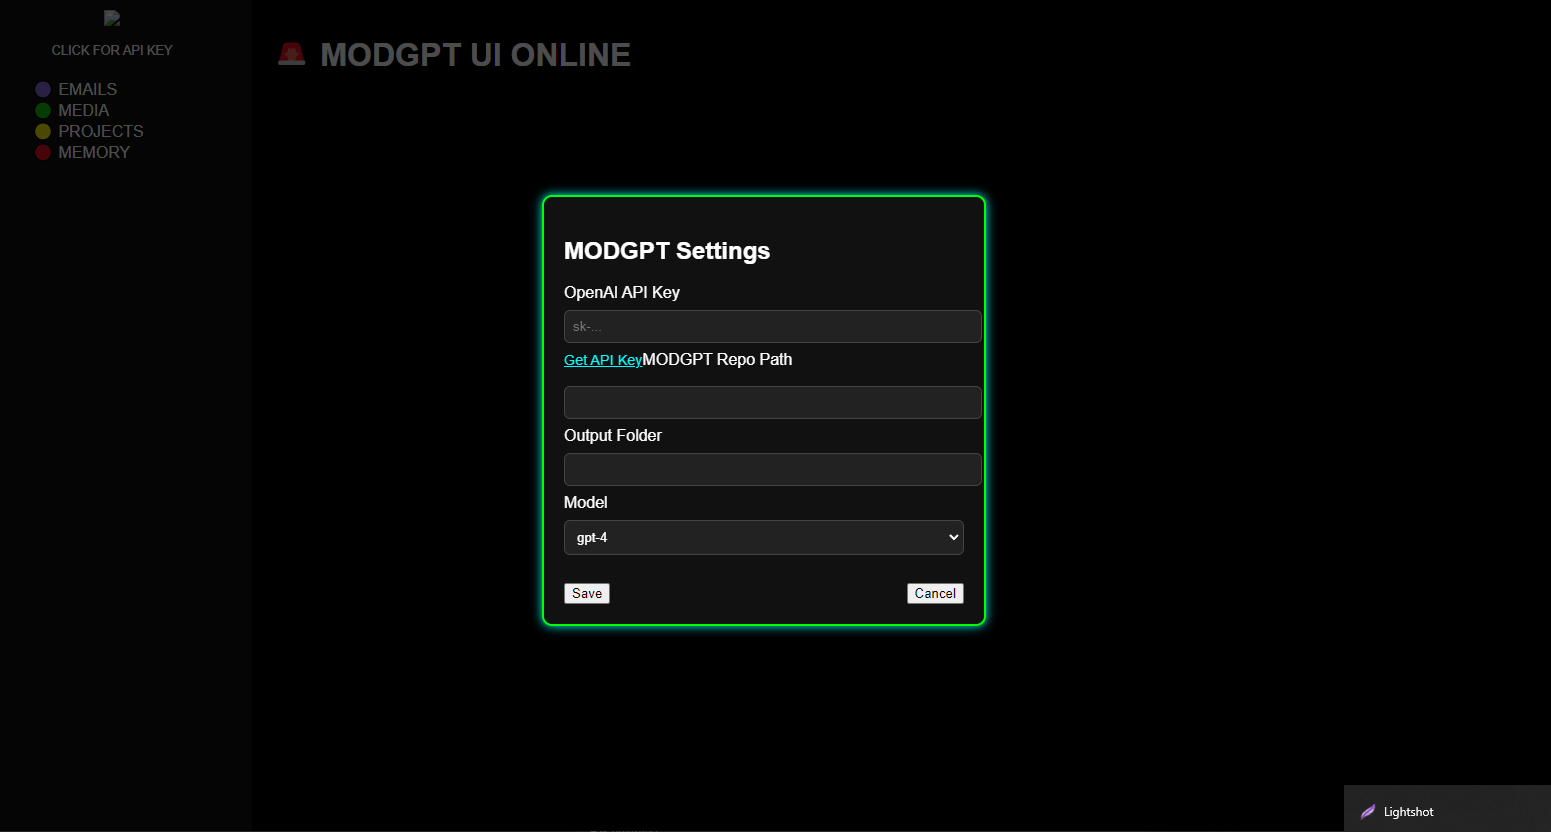 CLICK FOR API KEY
EMAILS
MEDIA
PROJECTS
MEMORY
MODGPT UI ONLINE
MODGPT Settings
OpenAI API Key
sk-...
Get API KeyMODGPT Repo Path
Output Folder
Model
gpt-4
Save Cancel
Lightshot